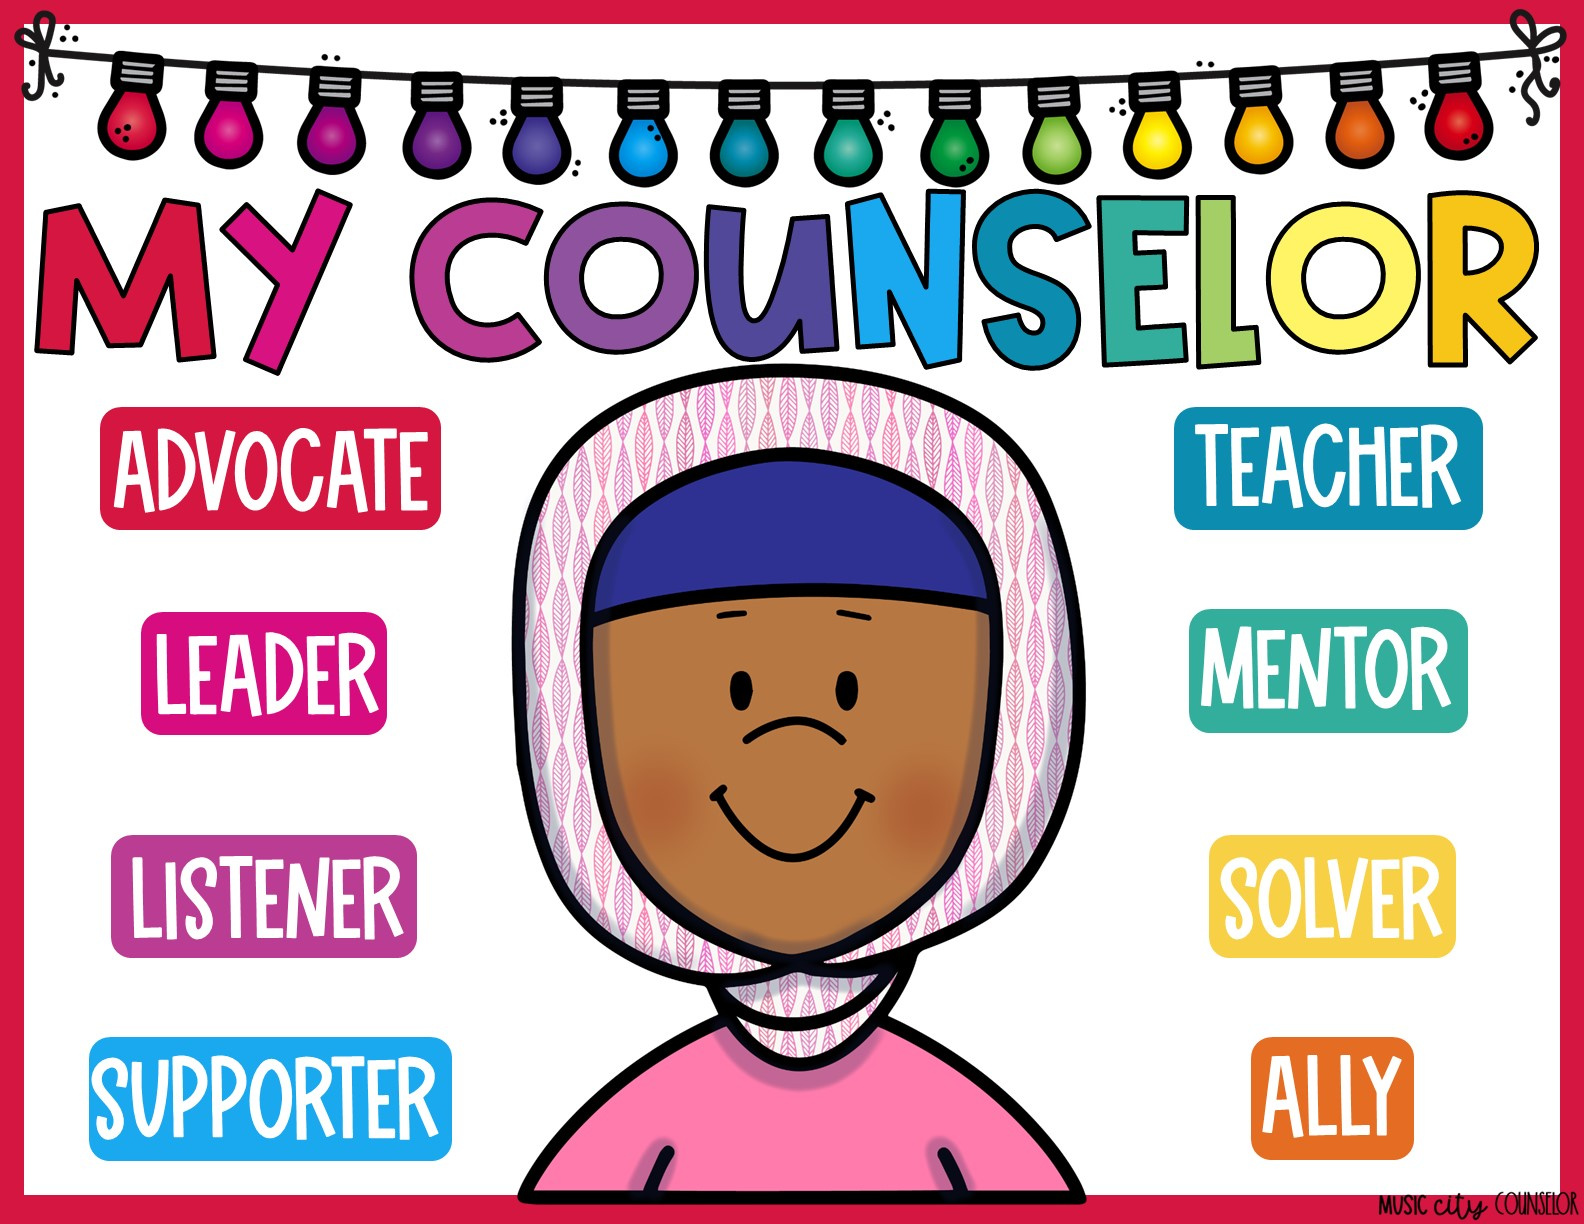 MY COUNSELOR
ADVOCATE
LEADER
LISTENER
SUPPORTER
TEACHER
MENTOR
SOLVER
ALLY
MUSIC city COUNSELOR